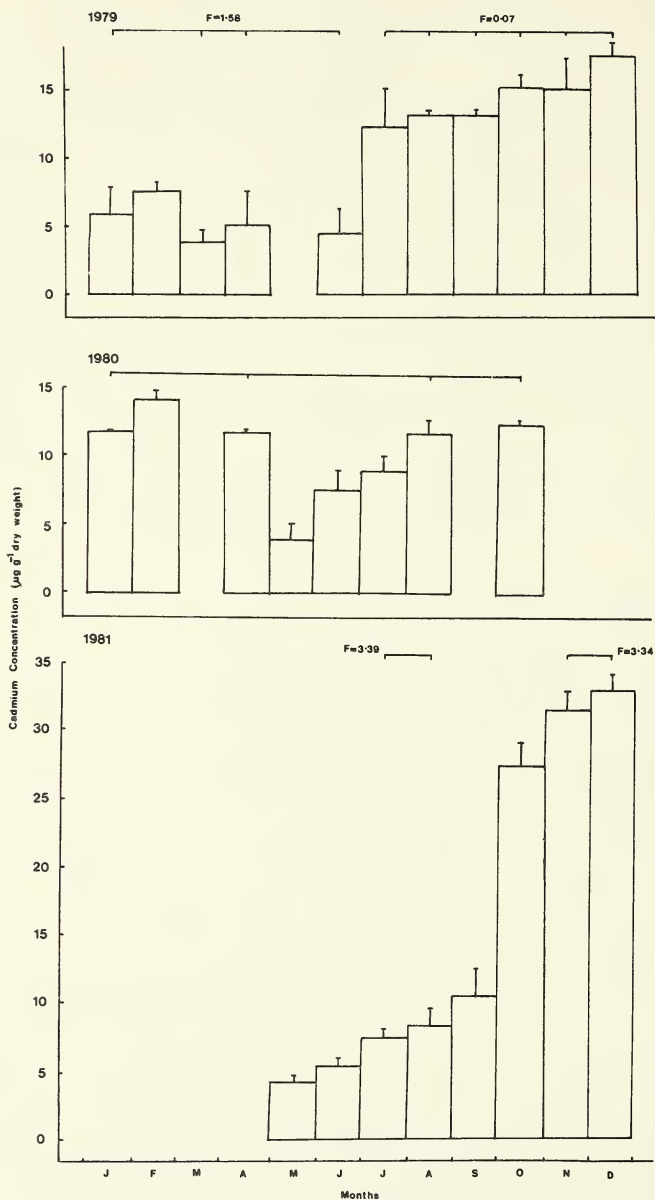 1979
F=1·58
F=0·07
15
10
5
0
1980
15
10
5
0
1981
F=3·39
F=3·34
35
30
25
20
15
10
5
0
J F M A M J J A S O N D
Months
Cadmium Concentration (µg g⁻¹ dry weight)